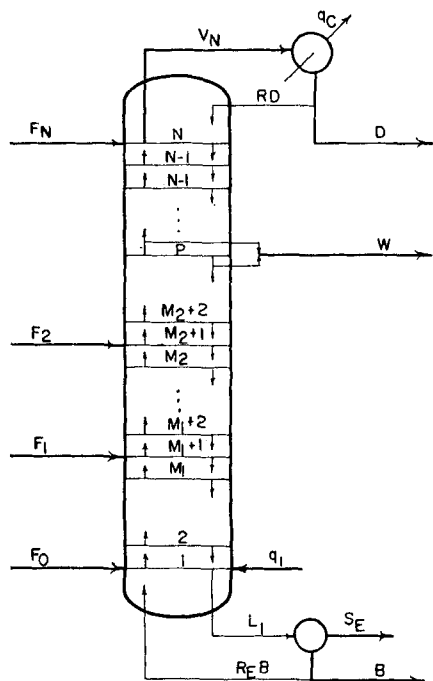 q_C
V_N
RD
F_N
N
D
N-1
N-1
P
W
M_2+2
M_2+1
F_2
M_2
M_1+2
M_1+1
F_1
M_1
2
F_0
1
q_1
L_1
S_E
R_E B
B